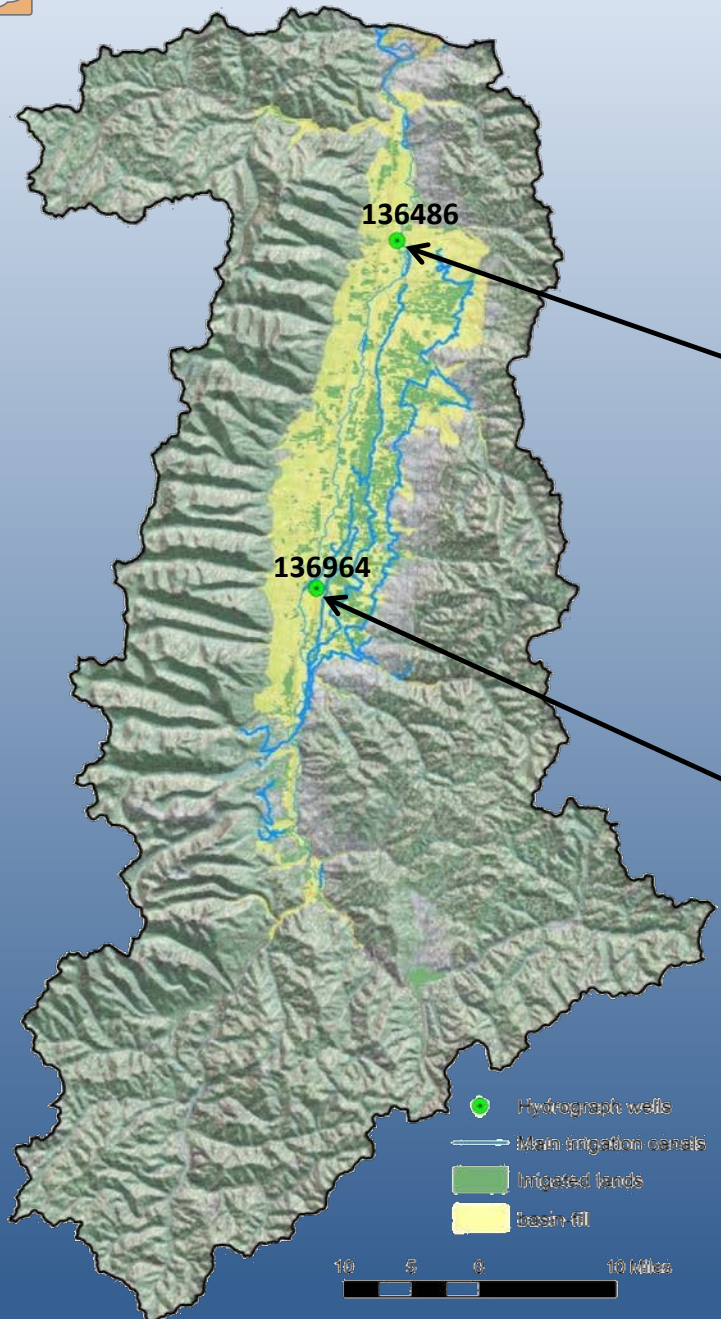 136486
136964
Hydrograph wells
Main irrigation canals
Irrigated lands
basin-fill
10 5 0 10 Miles